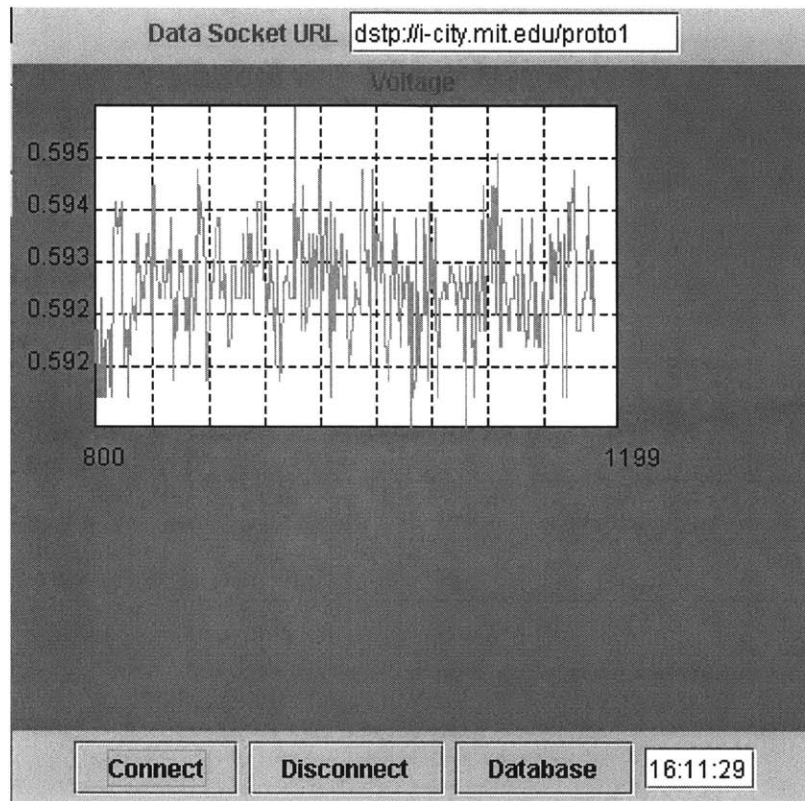 Data Socket URL dstp://i-city.mit.edu/proto1
Voltage
0.595
0.594
0.593
0.592
0.592
800 1199
Connect Disconnect Database 16:11:29